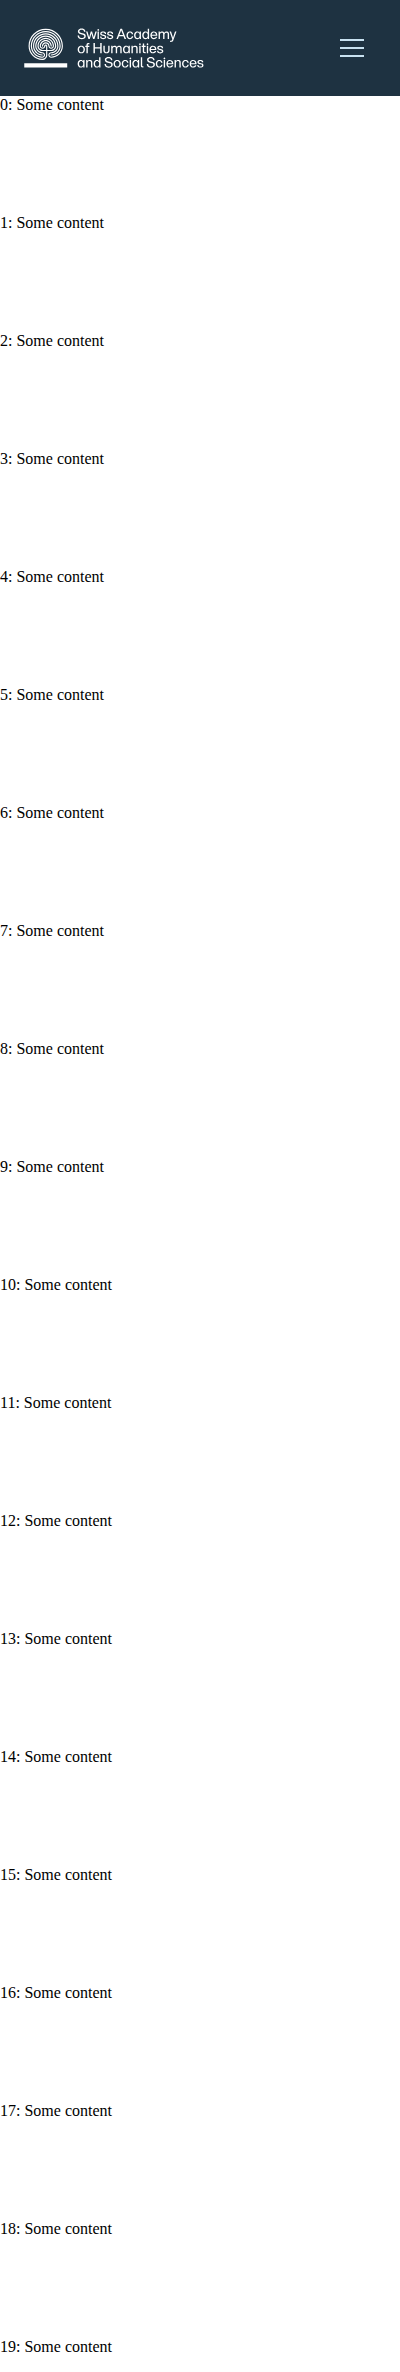 Swiss Academy
of Humanities
and Social Sciences
0: Some content
1: Some content
2: Some content
3: Some content
4: Some content
5: Some content
6: Some content
7: Some content
8: Some content
9: Some content
10: Some content
11: Some content
12: Some content
13: Some content
14: Some content
15: Some content
16: Some content
17: Some content
18: Some content
19: Some content